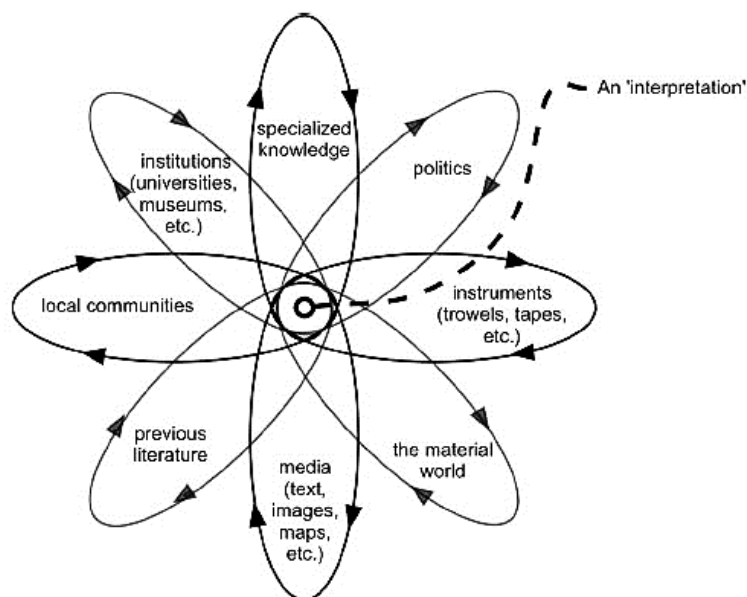 An 'interpretation'
specialized
knowledge
institutions
(universities,
museums,
etc.)
politics
local communities
instruments
(trowels, tapes,
etc.)
previous
literature
media
(text,
images,
maps,
etc.)
the material
world